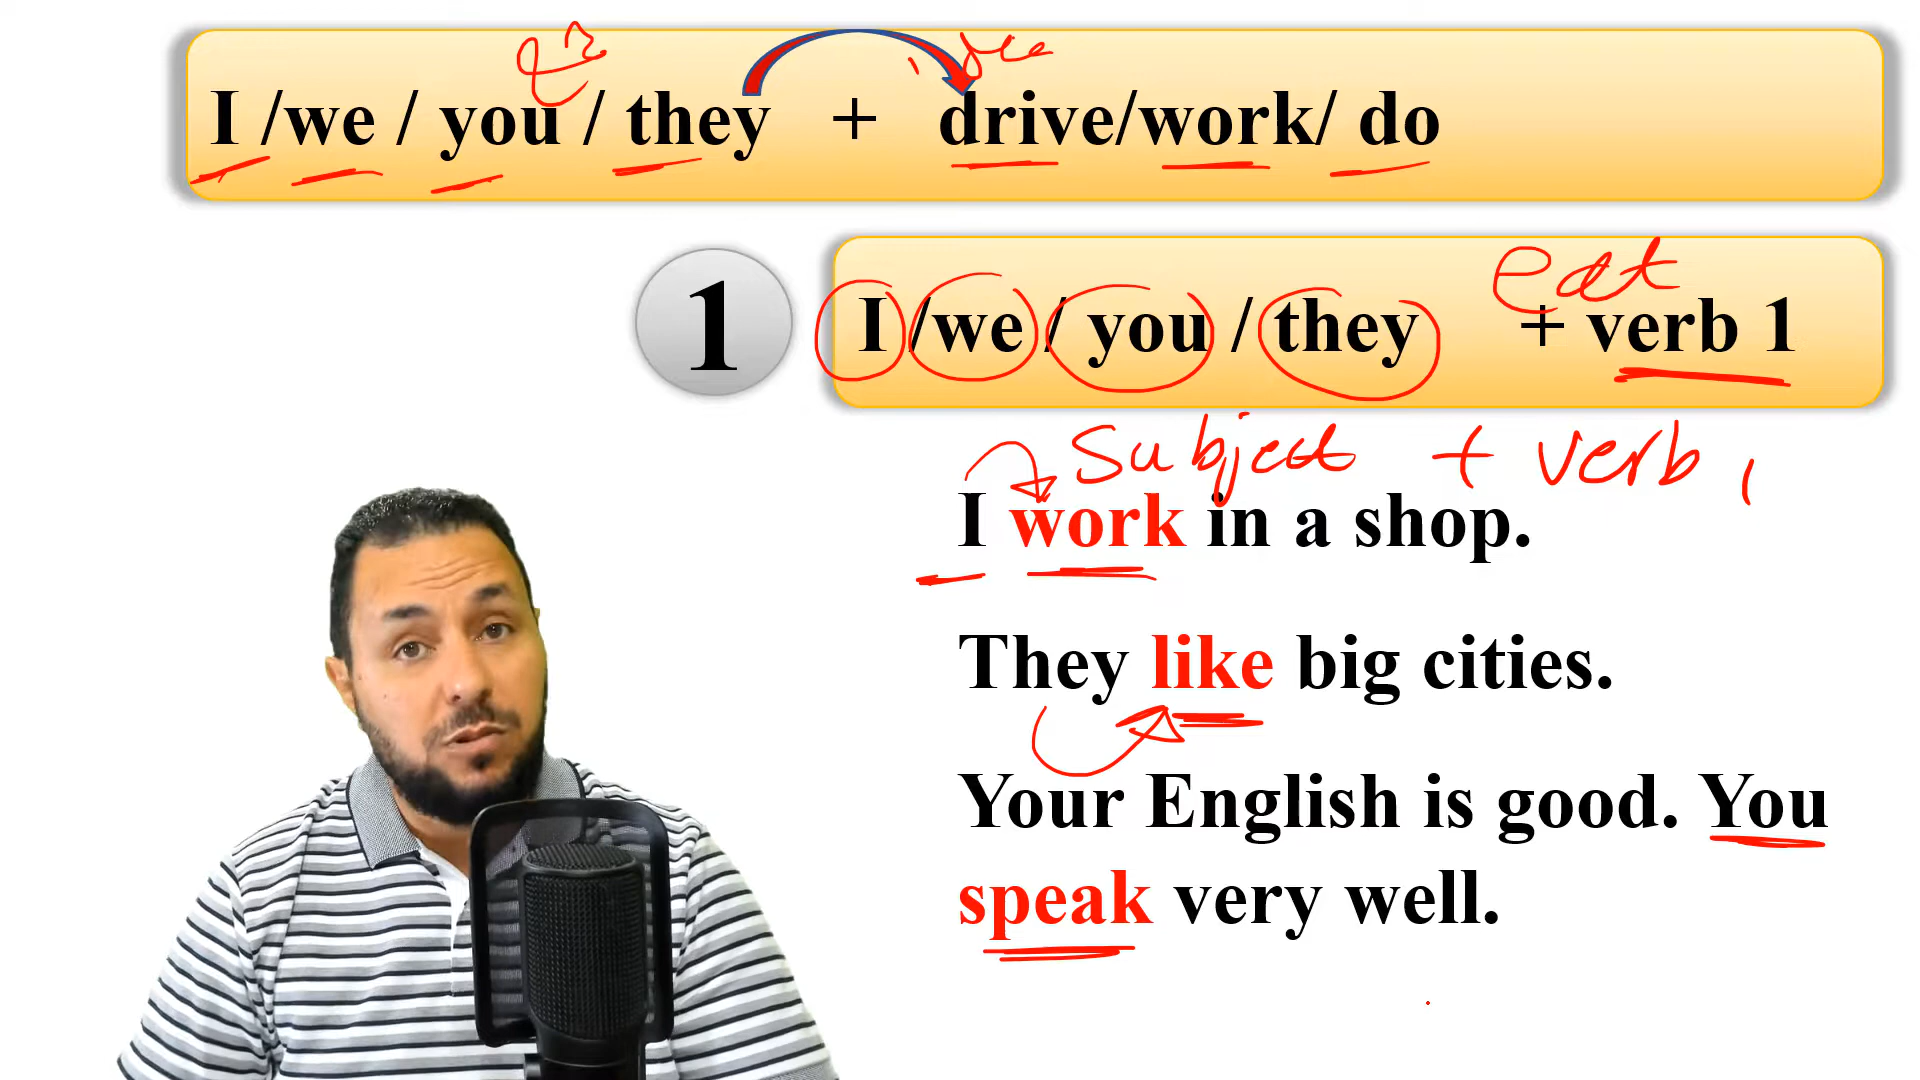 I /we / you / they + drive/work/ do
1
I /we / you / they + verb 1
eat
subject + verb 1
I work in a shop.
They like big cities.
Your English is good. You
speak very well.